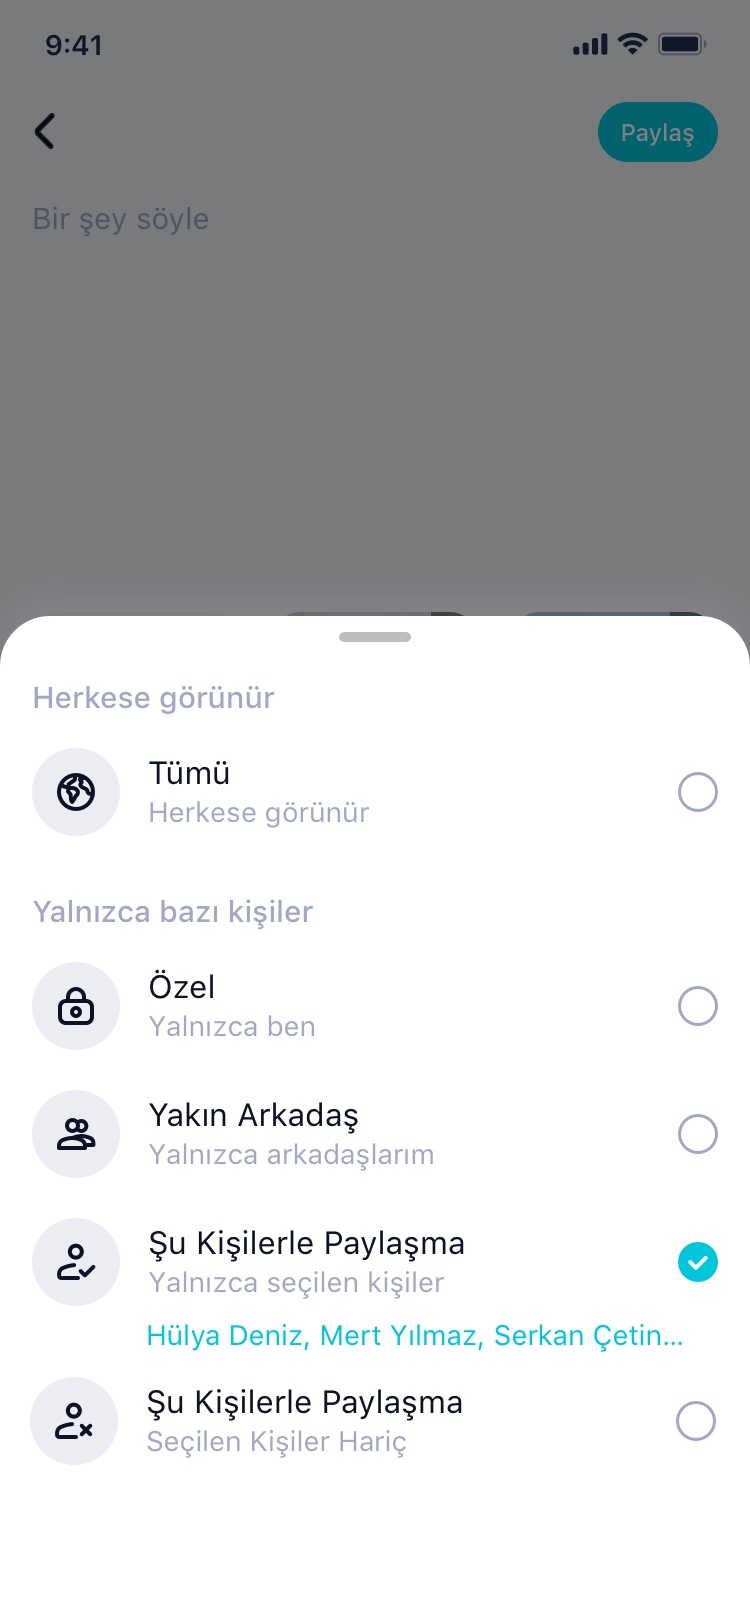 9:41
Paylaş
Bir şey söyle
Herkese görünür
Tümü
Herkese görünür
Yalnızca bazı kişiler
Özel
Yalnızca ben
Yakın Arkadaş
Yalnızca arkadaşlarım
Şu Kişilerle Paylaşma
Yalnızca seçilen kişiler
Hülya Deniz, Mert Yılmaz, Serkan Çetin...
Şu Kişilerle Paylaşma
Seçilen Kişiler Hariç